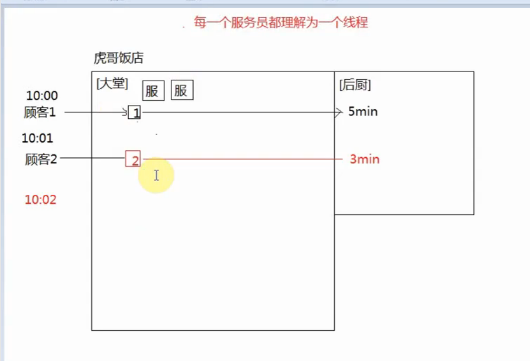 每一个服务员都理解为一个线程
虎哥饭店
[大堂] 服 服 [后厨]
10:00
顾客1 1 5min
10:01
顾客2 2 3min
10:02